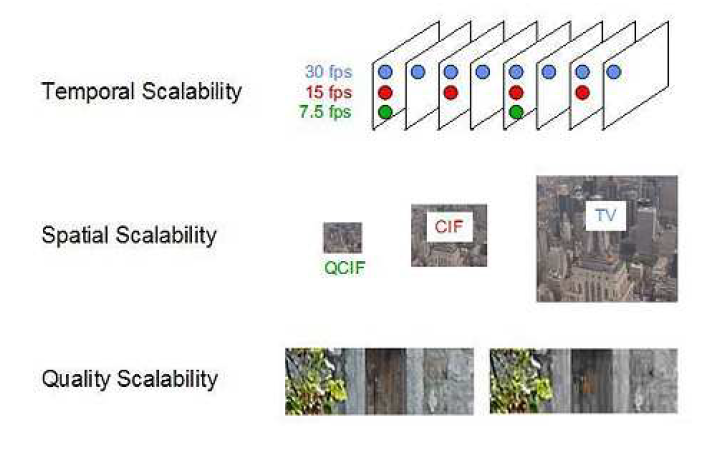 30 fps
Temporal Scalability
15 fps
7.5 fps
Spatial Scalability
QCIF
CIF
TV
Quality Scalability